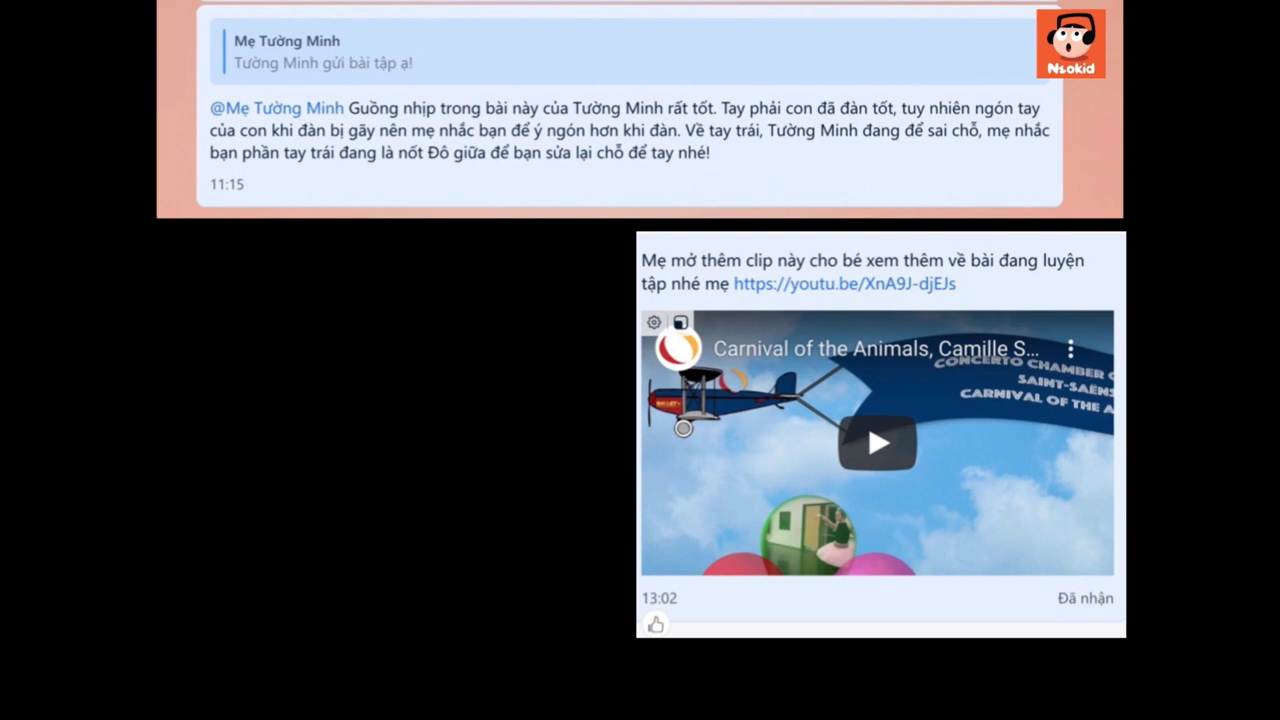 Nsokid
Mẹ Tường Minh
Tường Minh gửi bài tập ạ!
@Mẹ Tường Minh Guồng nhịp trong bài này của Tường Minh rất tốt. Tay phải con đã đàn tốt, tuy nhiên ngón tay
của con khi đàn bị gãy nên mẹ nhắc bạn để ý ngón hơn khi đàn. Về tay trái, Tường Minh đang để sai chỗ, mẹ nhắc
bạn phần tay trái đang là nốt Đô giữa để bạn sửa lại chỗ để tay nhé!
11:15
Mẹ mở thêm clip này cho bé xem thêm về bài đang luyện
tập nhé mẹ https://youtu.be/XnA9J-djEJs
Carnival of the Animals, Camille S...
CONCERTO CHAMBER
SAINT-SAËNS
CARNIVAL OF THE A
13:02
Đã nhận